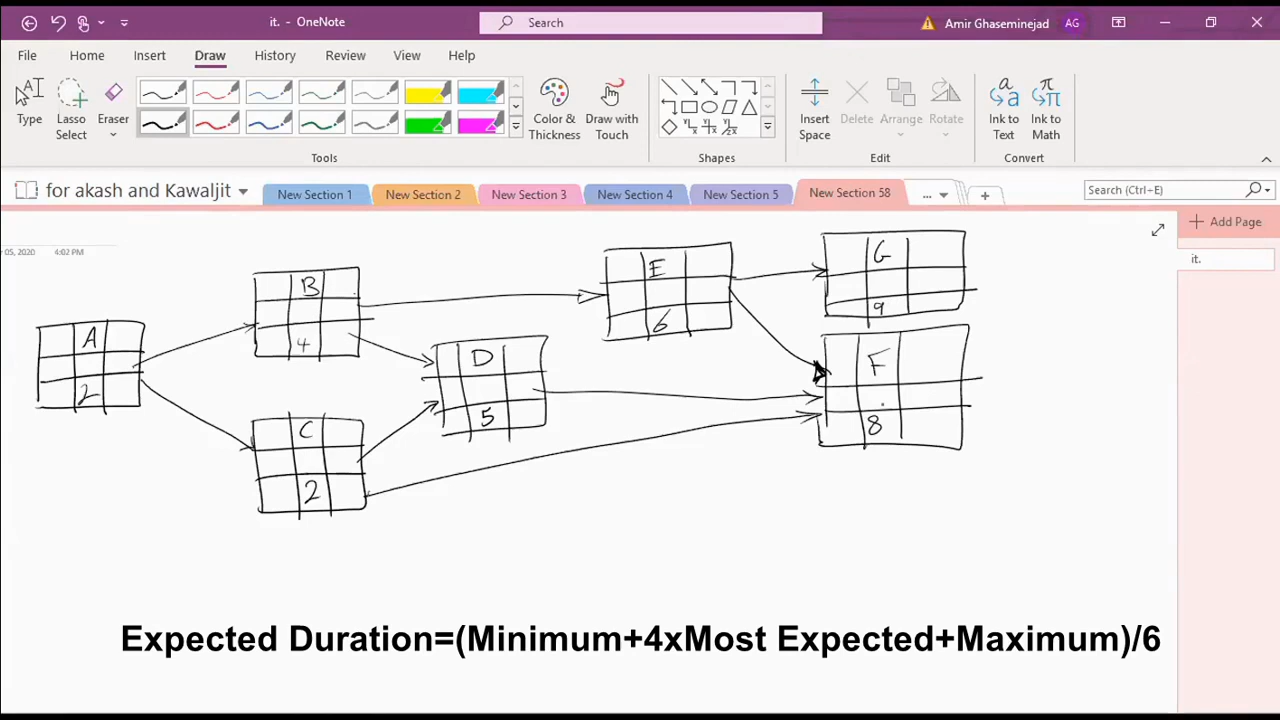 it. - OneNote
Search
Amir Ghaseminejad
AG
File Home Insert Draw History Review View Help
Type
Lasso Select
Eraser
Color & Thickness
Draw with Touch
Insert Space
Delete
Arrange
Rotate
Ink to Text
Ink to Math
Tools
Shapes
Edit
Convert
for akash and Kawaljit
New Section 1
New Section 2
New Section 3
New Section 4
New Section 5
New Section 58
...
Search (Ctrl+E)
Add Page
it.
05, 2020 4:02 PM
A
2
B
4
C
2
D
5
E
6
G
9
F
8
Expected Duration=(Minimum+4xMost Expected+Maximum)/6